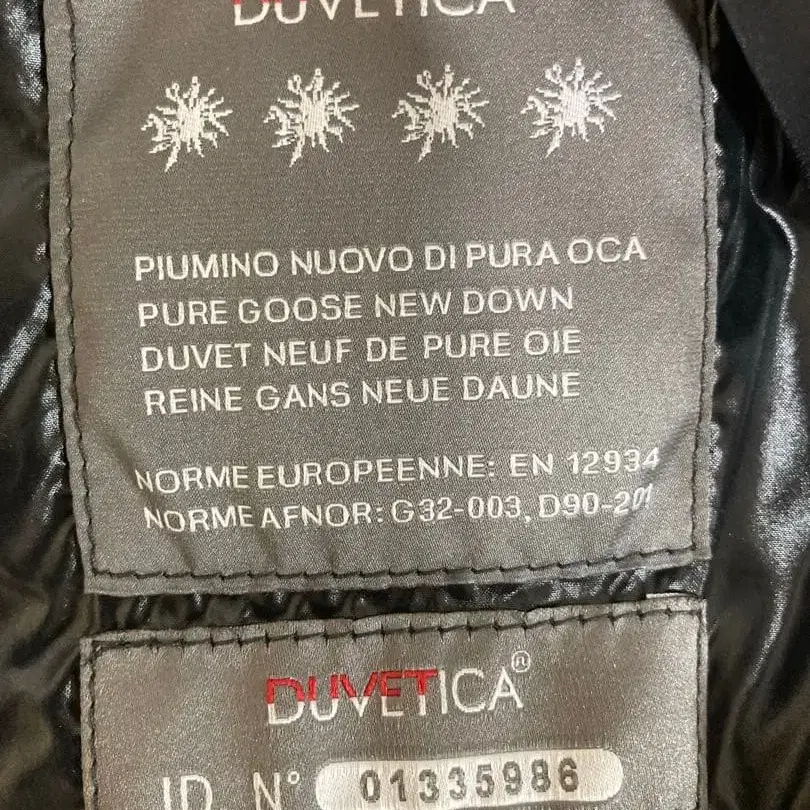 DUVETICA
PIUMINO NUOVO DI PURA OCA
PURE GOOSE NEW DOWN
DUVET NEUF DE PURE OIE
REINE GANS NEUE DAUNE
NORME EUROPEENNE: EN 12934
NORME AFNOR: G32-003, D90-201
DUVETICA®
ID N° 01335986